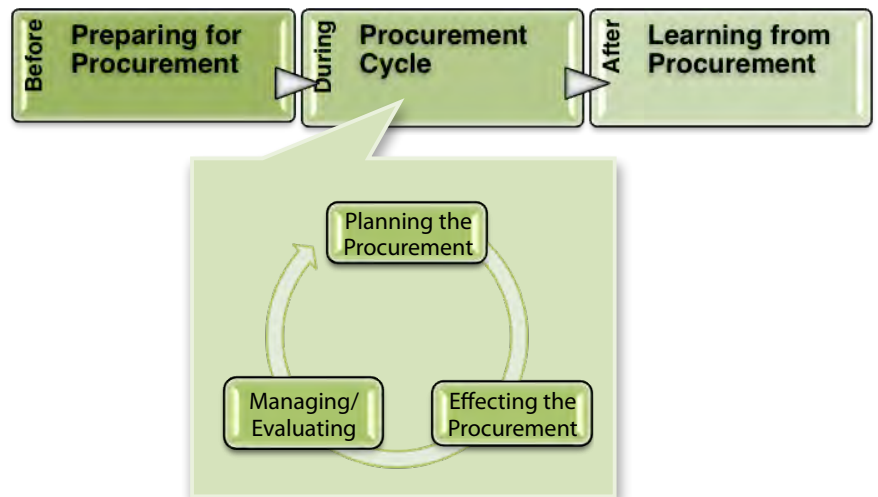 Before
Preparing for
Procurement
During
Procurement
Cycle
After
Learning from
Procurement
Planning the
Procurement
Effecting the
Procurement
Managing/
Evaluating